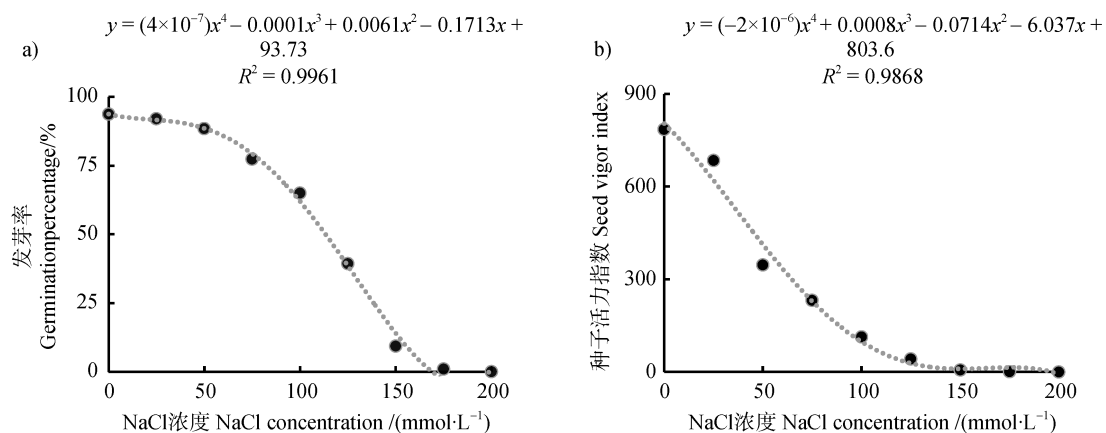 a)
y = (4×10⁻⁷)x⁴ – 0.0001x³ + 0.0061x² – 0.1713x +
93.73
R² = 0.9961
100
75
50
25
0
0 50 100 150 200
发芽率
Germinationpercentage/%
NaCl浓度 NaCl concentration /(mmol·L⁻¹)
b)
y = (–2×10⁻⁶)x⁴ + 0.0008x³ – 0.0714x² – 6.037x +
803.6
R² = 0.9868
900
600
300
0
0 50 100 150 200
种子活力指数 Seed vigor index
NaCl浓度 NaCl concentration /(mmol·L⁻¹)